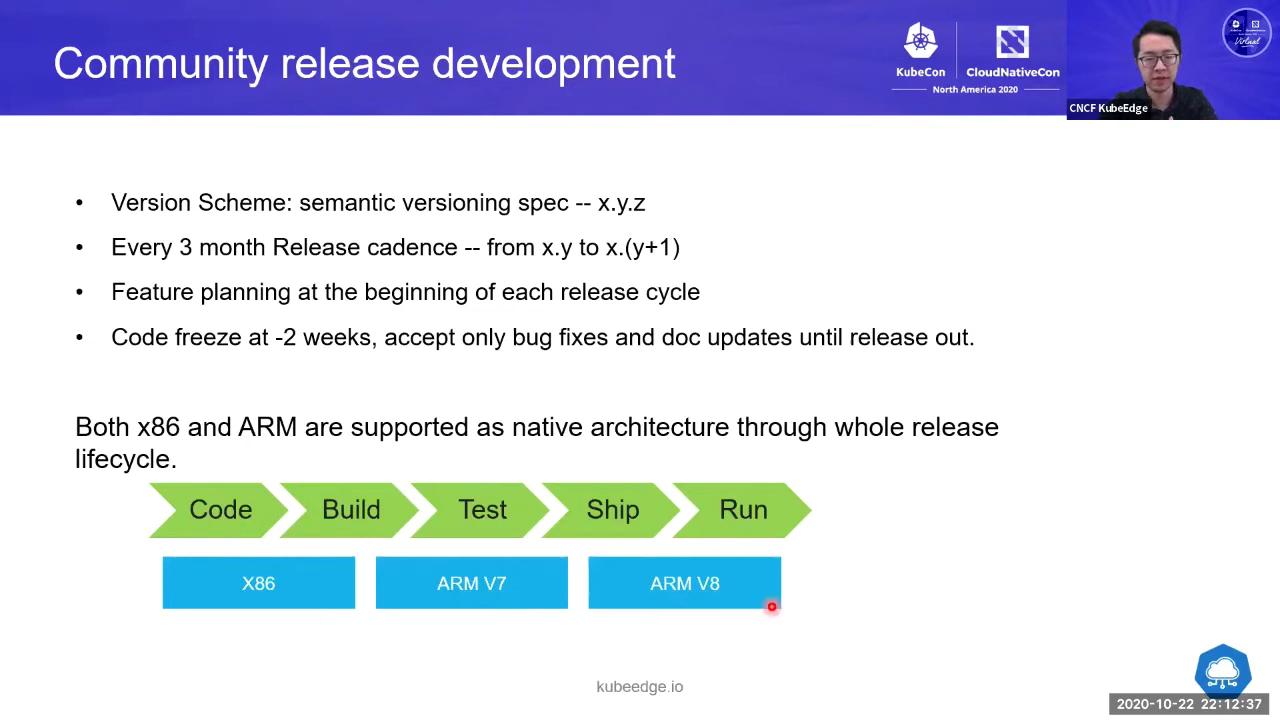 Community release development
KubeCon
CloudNativeCon
North America 2020
Virtual
CNCF KubeEdge
• Version Scheme: semantic versioning spec -- x.y.z
• Every 3 month Release cadence -- from x.y to x.(y+1)
• Feature planning at the beginning of each release cycle
• Code freeze at -2 weeks, accept only bug fixes and doc updates until release out.
Both x86 and ARM are supported as native architecture through whole release
lifecycle.
Code Build Test Ship Run
X86 ARM V7 ARM V8
kubeedge.io
2020-10-22 22:12:37